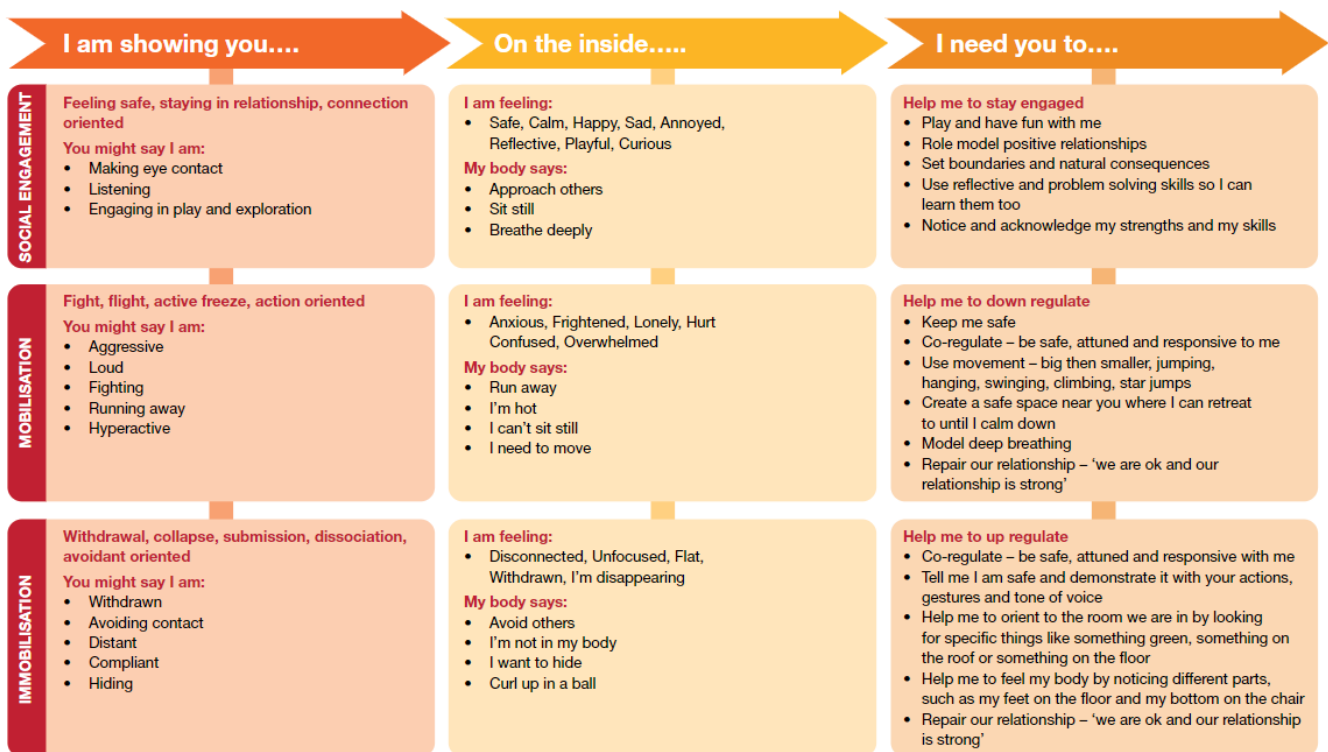 I am showing you....
On the inside.....
I need you to....
SOCIAL ENGAGEMENT
Feeling safe, staying in relationship, connection
oriented
You might say I am:
• Making eye contact
• Listening
• Engaging in play and exploration
I am feeling:
• Safe, Calm, Happy, Sad, Annoyed,
Reflective, Playful, Curious
My body says:
• Approach others
• Sit still
• Breathe deeply
Help me to stay engaged
• Play and have fun with me
• Role model positive relationships
• Set boundaries and natural consequences
• Use reflective and problem solving skills so I can
learn them too
• Notice and acknowledge my strengths and my skills
MOBILISATION
Fight, flight, active freeze, action oriented
You might say I am:
• Aggressive
• Loud
• Fighting
• Running away
• Hyperactive
I am feeling:
• Anxious, Frightened, Lonely, Hurt
Confused, Overwhelmed
My body says:
• Run away
• I'm hot
• I can't sit still
• I need to move
Help me to down regulate
• Keep me safe
• Co-regulate – be safe, attuned and responsive to me
• Use movement – big then smaller, jumping,
hanging, swinging, climbing, star jumps
• Create a safe space near you where I can retreat
to until I calm down
• Model deep breathing
• Repair our relationship – ‘we are ok and our
relationship is strong’
IMMOBILISATION
Withdrawal, collapse, submission, dissociation,
avoidant oriented
You might say I am:
• Withdrawn
• Avoiding contact
• Distant
• Compliant
• Hiding
I am feeling:
• Disconnected, Unfocused, Flat,
Withdrawn, I'm disappearing
My body says:
• Avoid others
• I'm not in my body
• I want to hide
• Curl up in a ball
Help me to up regulate
• Co-regulate – be safe, attuned and responsive with me
• Tell me I am safe and demonstrate it with your actions,
gestures and tone of voice
• Help me to orient to the room we are in by looking
for specific things like something green, something on
the roof or something on the floor
• Help me to feel my body by noticing different parts,
such as my feet on the floor and my bottom on the chair
• Repair our relationship – ‘we are ok and our relationship
is strong’